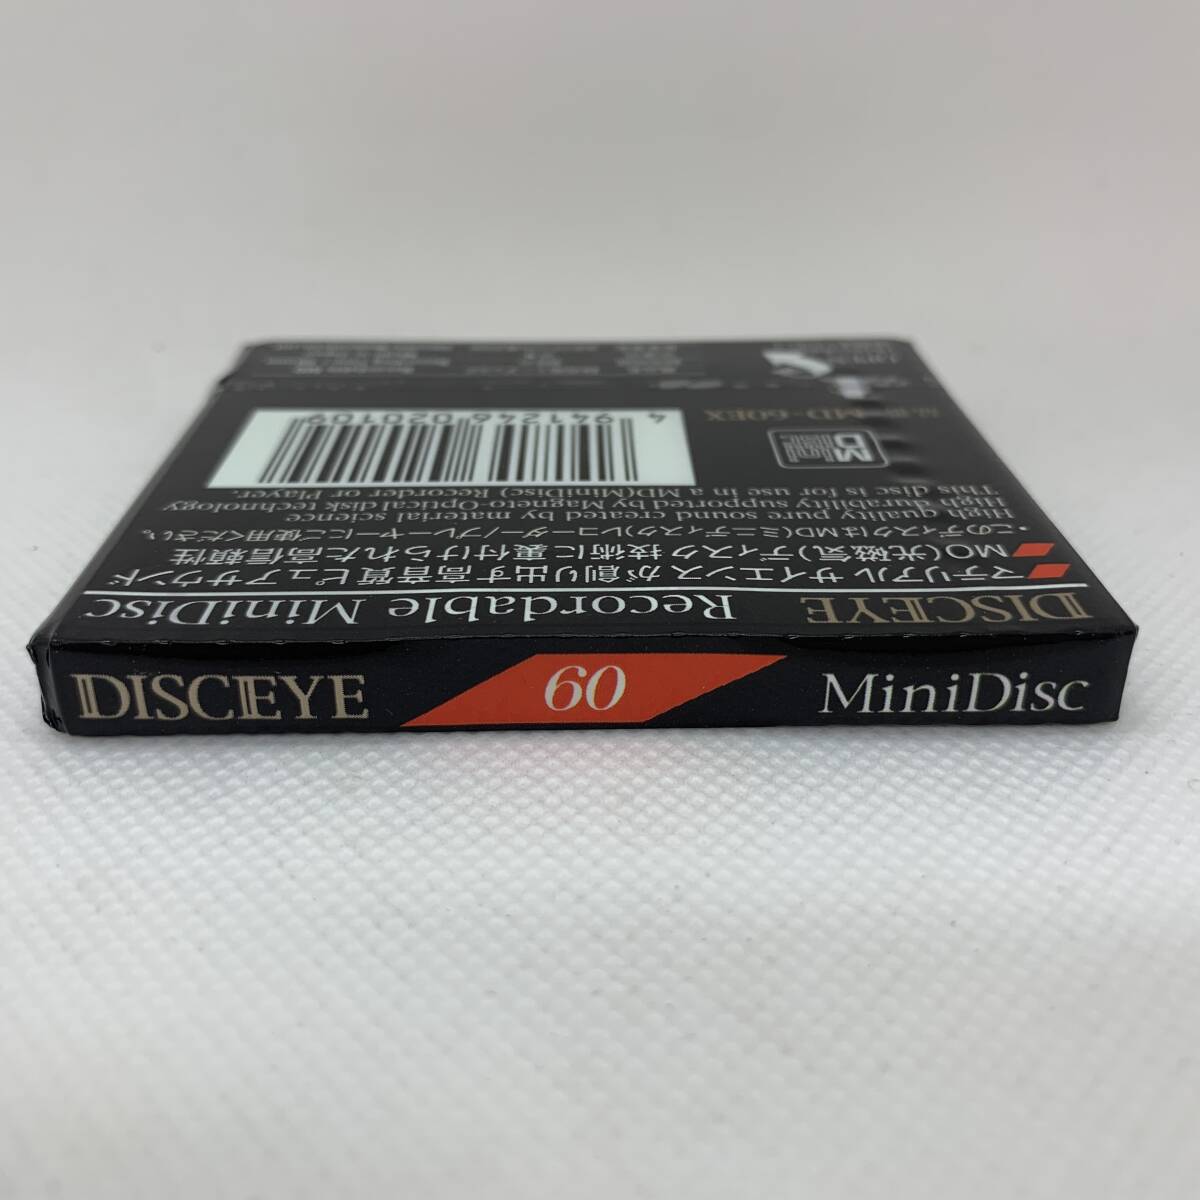 DISCEYE 60 MiniDisc
DISCEYE Recordable MiniDisc
マテリアル サイエンスが創り出す高音質ピュアサウンド
MO(光磁気)ディスク技術に裏付けられた高信頼性
・このディスクはMD(ミニディスク)レコーダー/プレーヤーにご使用ください。
High quality pure sound created by material science
High durability supported by Magneto-Optical disk technology
This disc is for use in a MD(MiniDisc) Recorder or Player.
MD-60EX
4941246020109